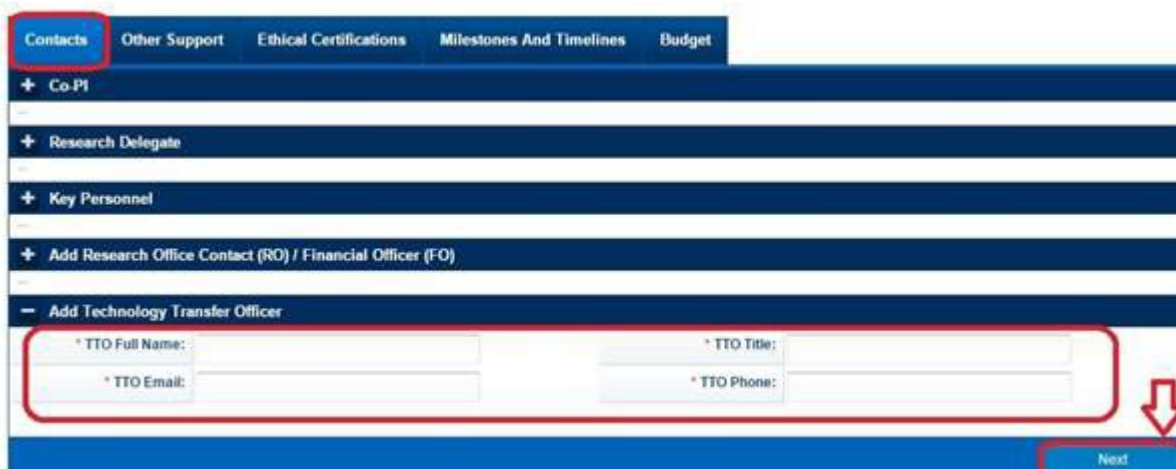 Contacts Other Support Ethical Certifications Milestones And Timelines Budget
+ Co-PI
+ Research Delegate
+ Key Personnel
+ Add Research Office Contact (RO) / Financial Officer (FO)
− Add Technology Transfer Officer
* TTO Full Name: * TTO Title:
* TTO Email: * TTO Phone:
Next